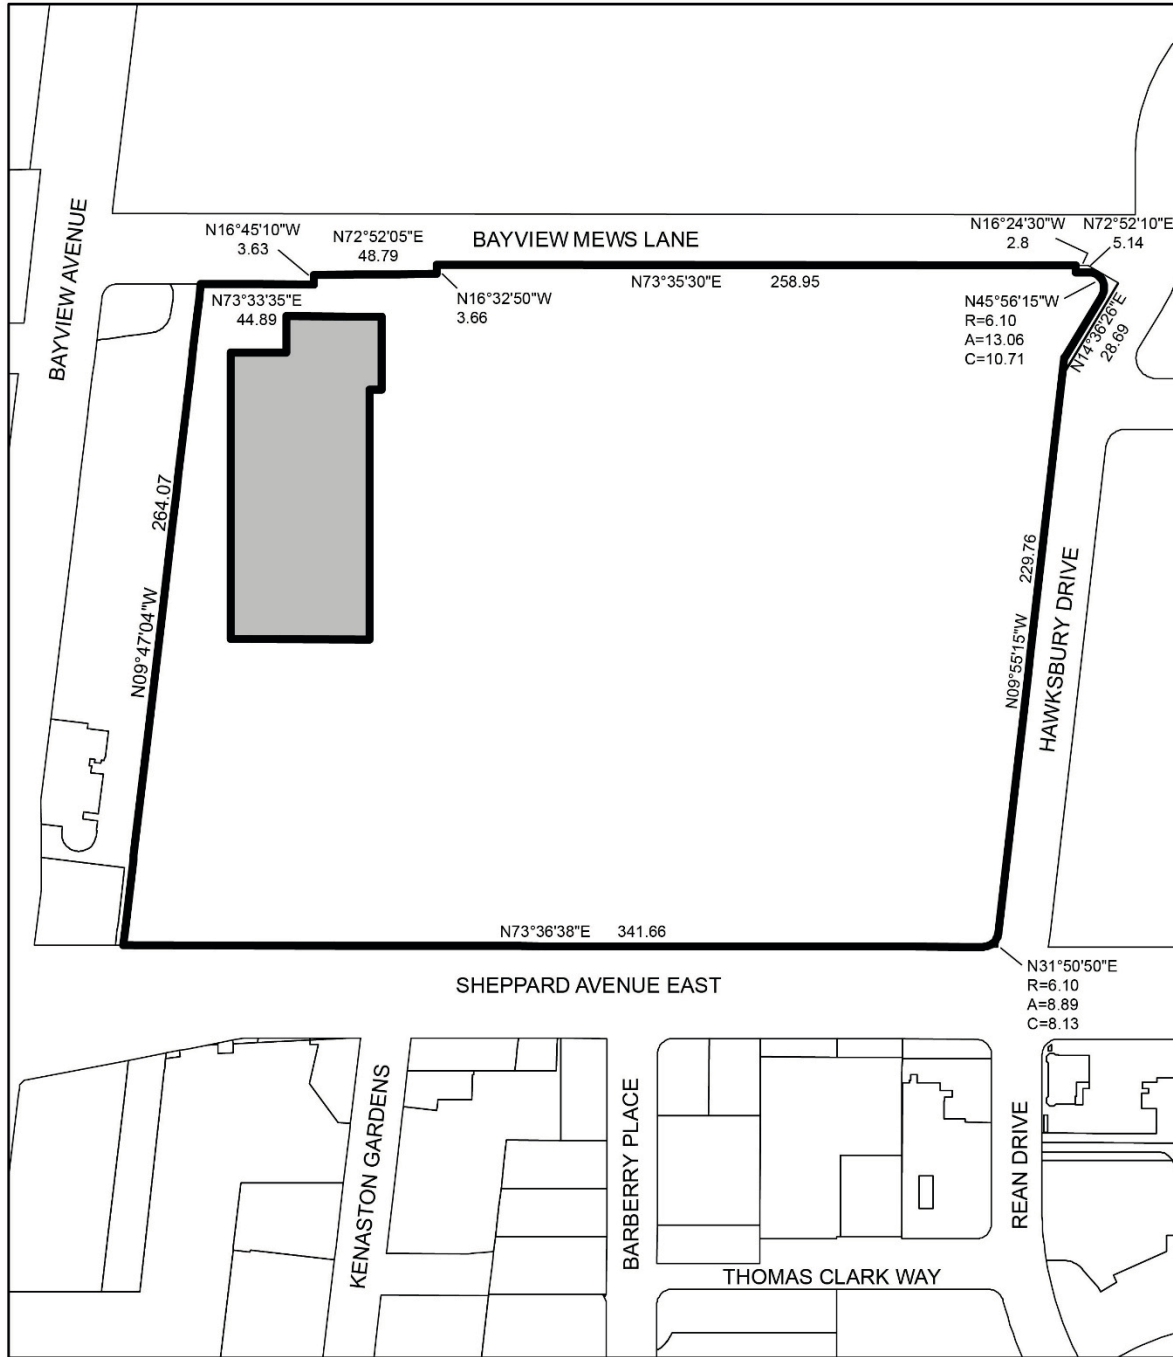 N16°45'10"W
3.63
N72°52'05"E
48.79
BAYVIEW MEWS LANE
N16°24'30"W
2.8
N72°52'10"E
5.14
BAYVIEW AVENUE
N73°33'35"E
44.89
N16°32'50"W
3.66
N73°35'30"E 258.95
N45°56'15"W
R=6.10
A=13.06
C=10.71
N14°36'26"E
28.69
264.07
N09°47'04"W
229.76
N09°55'15"W
HAWKSBURY DRIVE
N73°36'38"E 341.66
SHEPPARD AVENUE EAST
N31°50'50"E
R=6.10
A=8.89
C=8.13
KENASTON GARDENS
BARBERRY PLACE
REAN DRIVE
THOMAS CLARK WAY